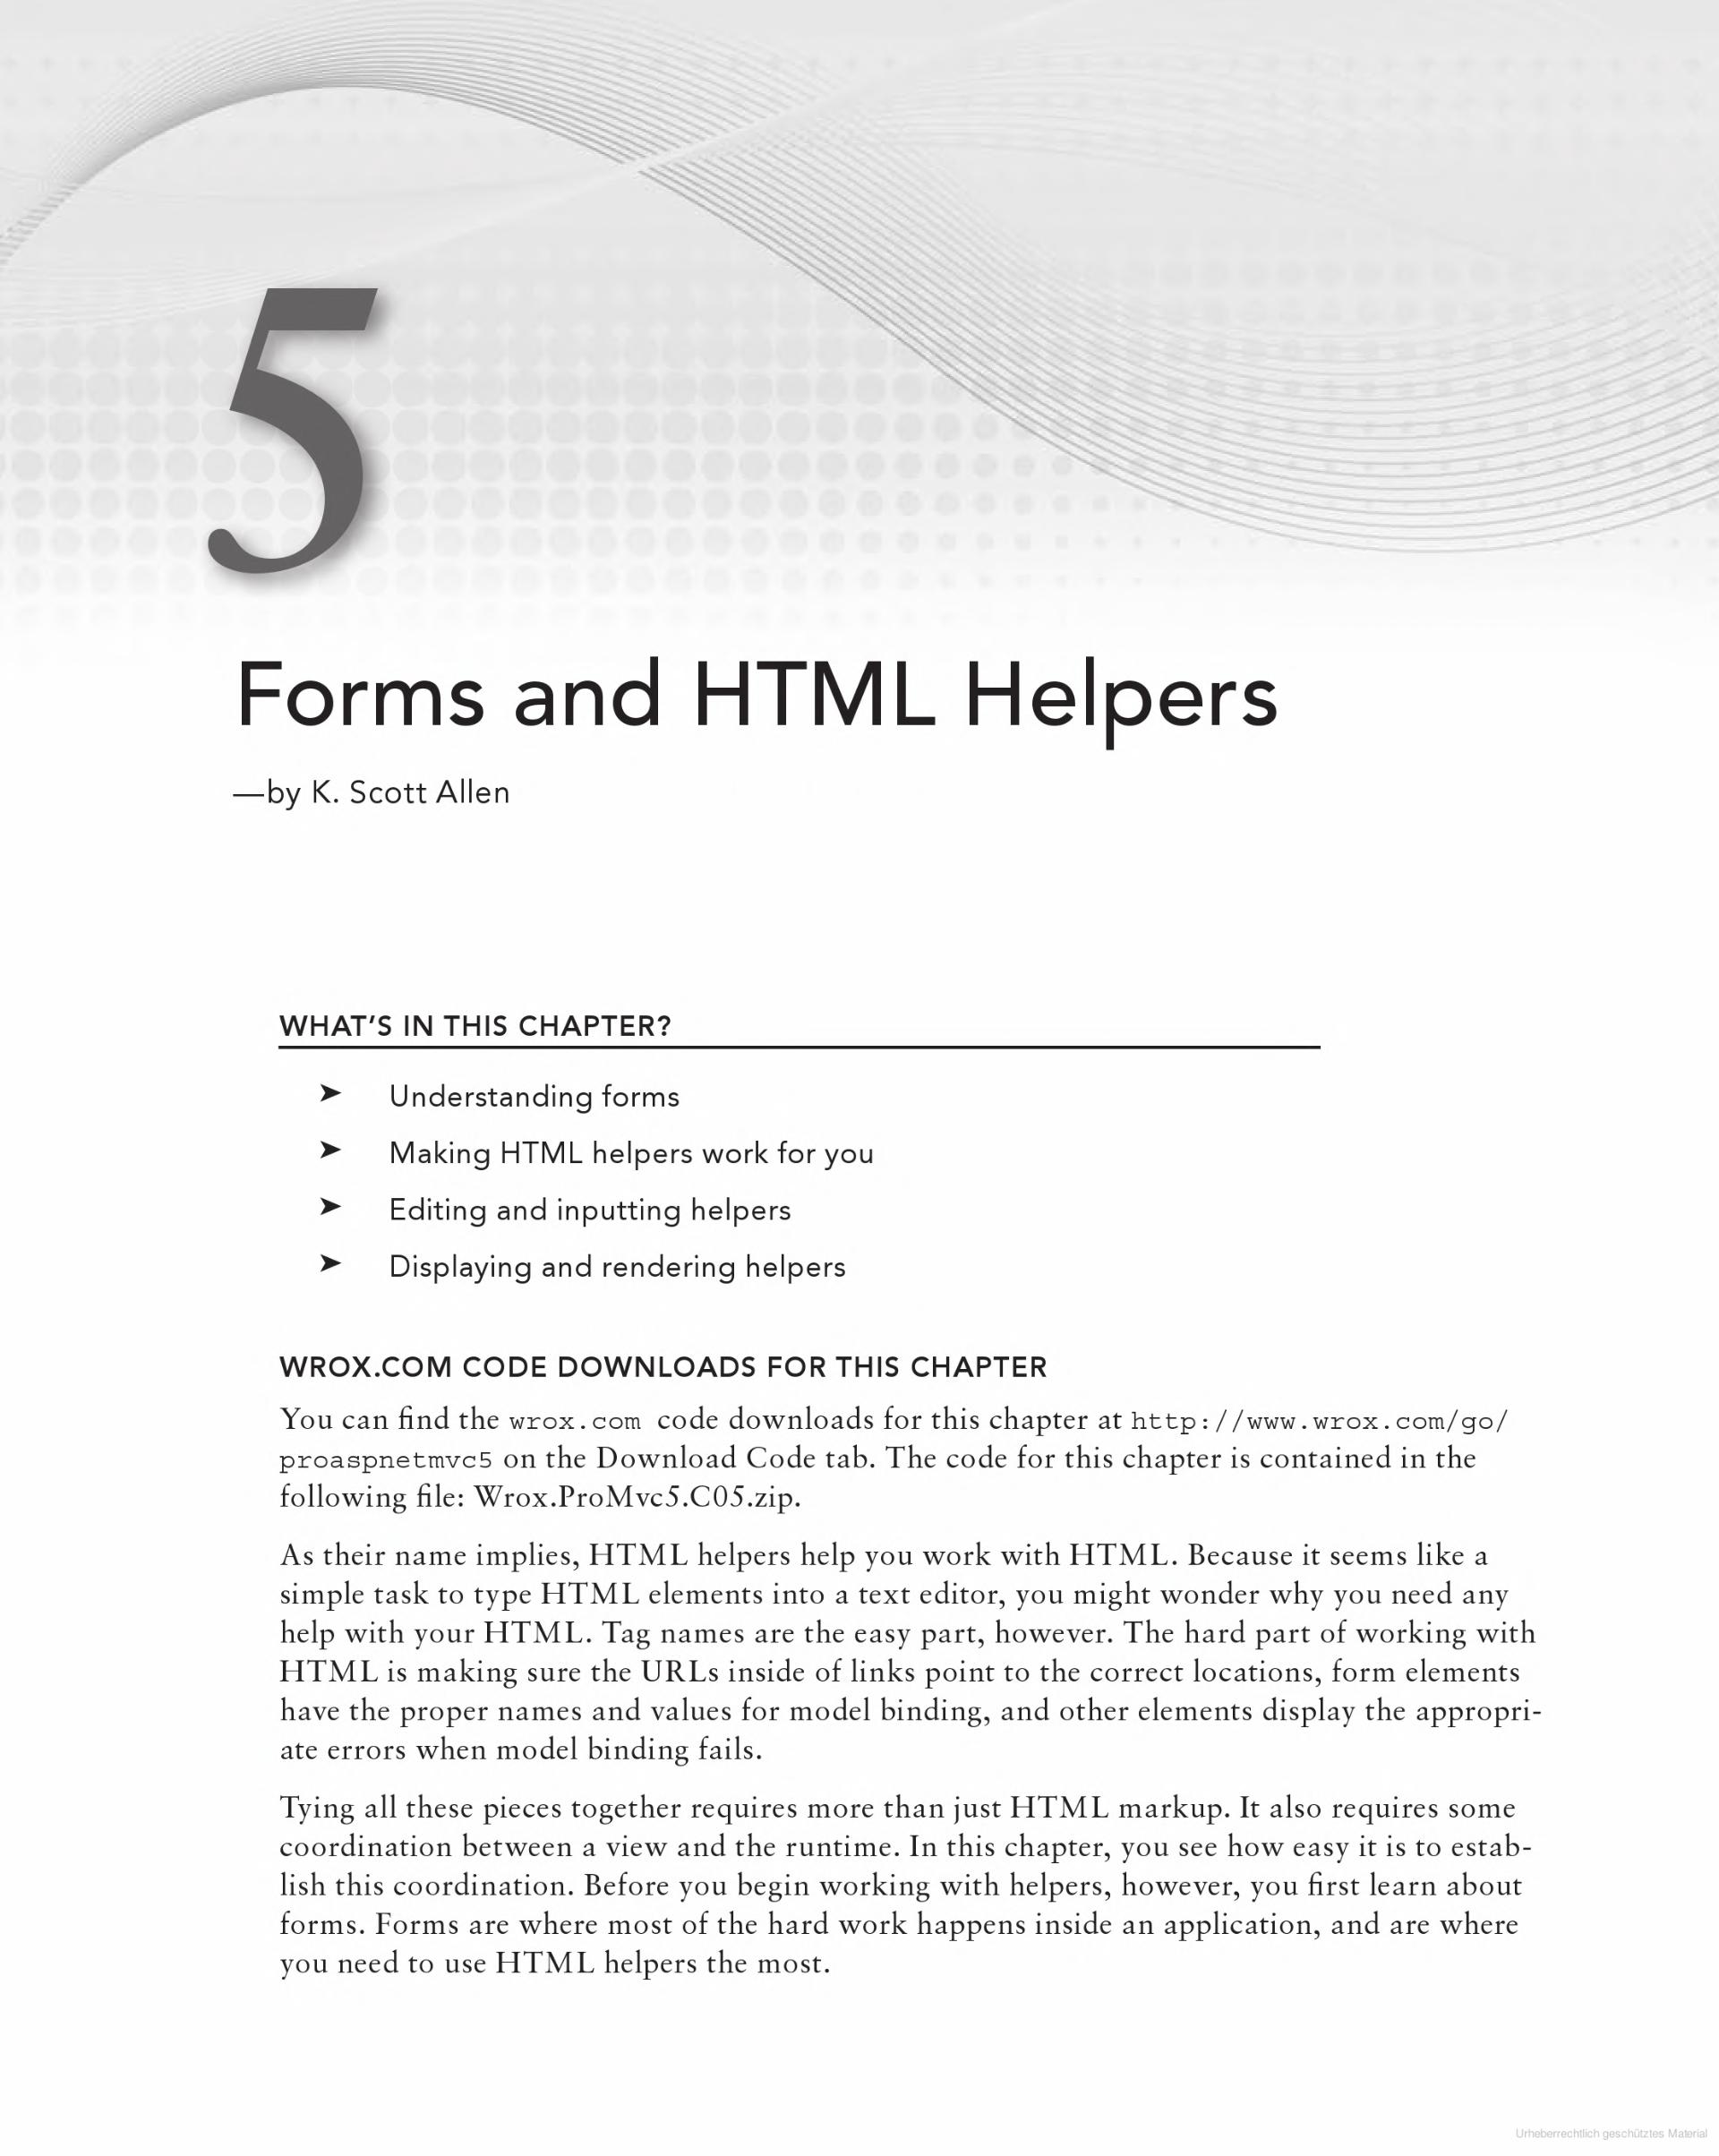 5
Forms and HTML Helpers
—by K. Scott Allen
WHAT’S IN THIS CHAPTER?
➤ Understanding forms
➤ Making HTML helpers work for you
➤ Editing and inputting helpers
➤ Displaying and rendering helpers
WROX.COM CODE DOWNLOADS FOR THIS CHAPTER
You can find the wrox.com code downloads for this chapter at http://www.wrox.com/go/
proaspnetmvc5 on the Download Code tab. The code for this chapter is contained in the
following file: Wrox.ProMvc5.C05.zip.
As their name implies, HTML helpers help you work with HTML. Because it seems like a
simple task to type HTML elements into a text editor, you might wonder why you need any
help with your HTML. Tag names are the easy part, however. The hard part of working with
HTML is making sure the URLs inside of links point to the correct locations, form elements
have the proper names and values for model binding, and other elements display the appropri-
ate errors when model binding fails.
Tying all these pieces together requires more than just HTML markup. It also requires some
coordination between a view and the runtime. In this chapter, you see how easy it is to estab-
lish this coordination. Before you begin working with helpers, however, you first learn about
forms. Forms are where most of the hard work happens inside an application, and are where
you need to use HTML helpers the most.
Urheberrechtlich geschütztes Material